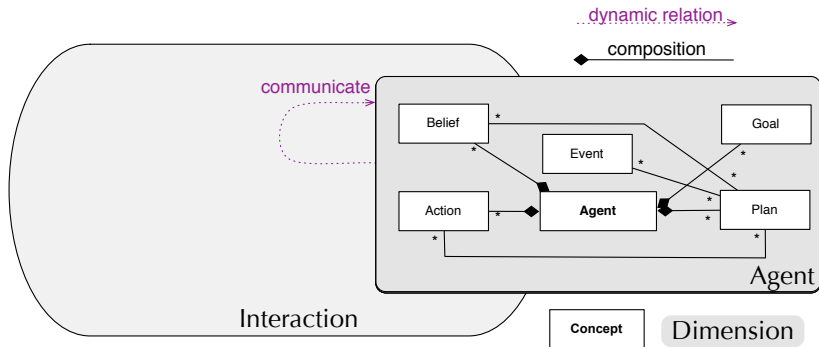 dynamic relation
composition
communicate
Belief
*
*
Goal
*
Event
*
*
*
Action
*
Agent
*
*
Plan
*
*
Agent
Interaction
Concept
Dimension